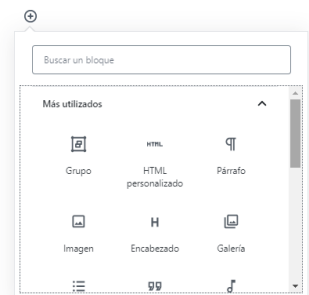 Buscar un bloque
Más utilizados
HTML
Grupo
HTML
personalizado
Párrafo
H
Imagen
Encabezado
Galería